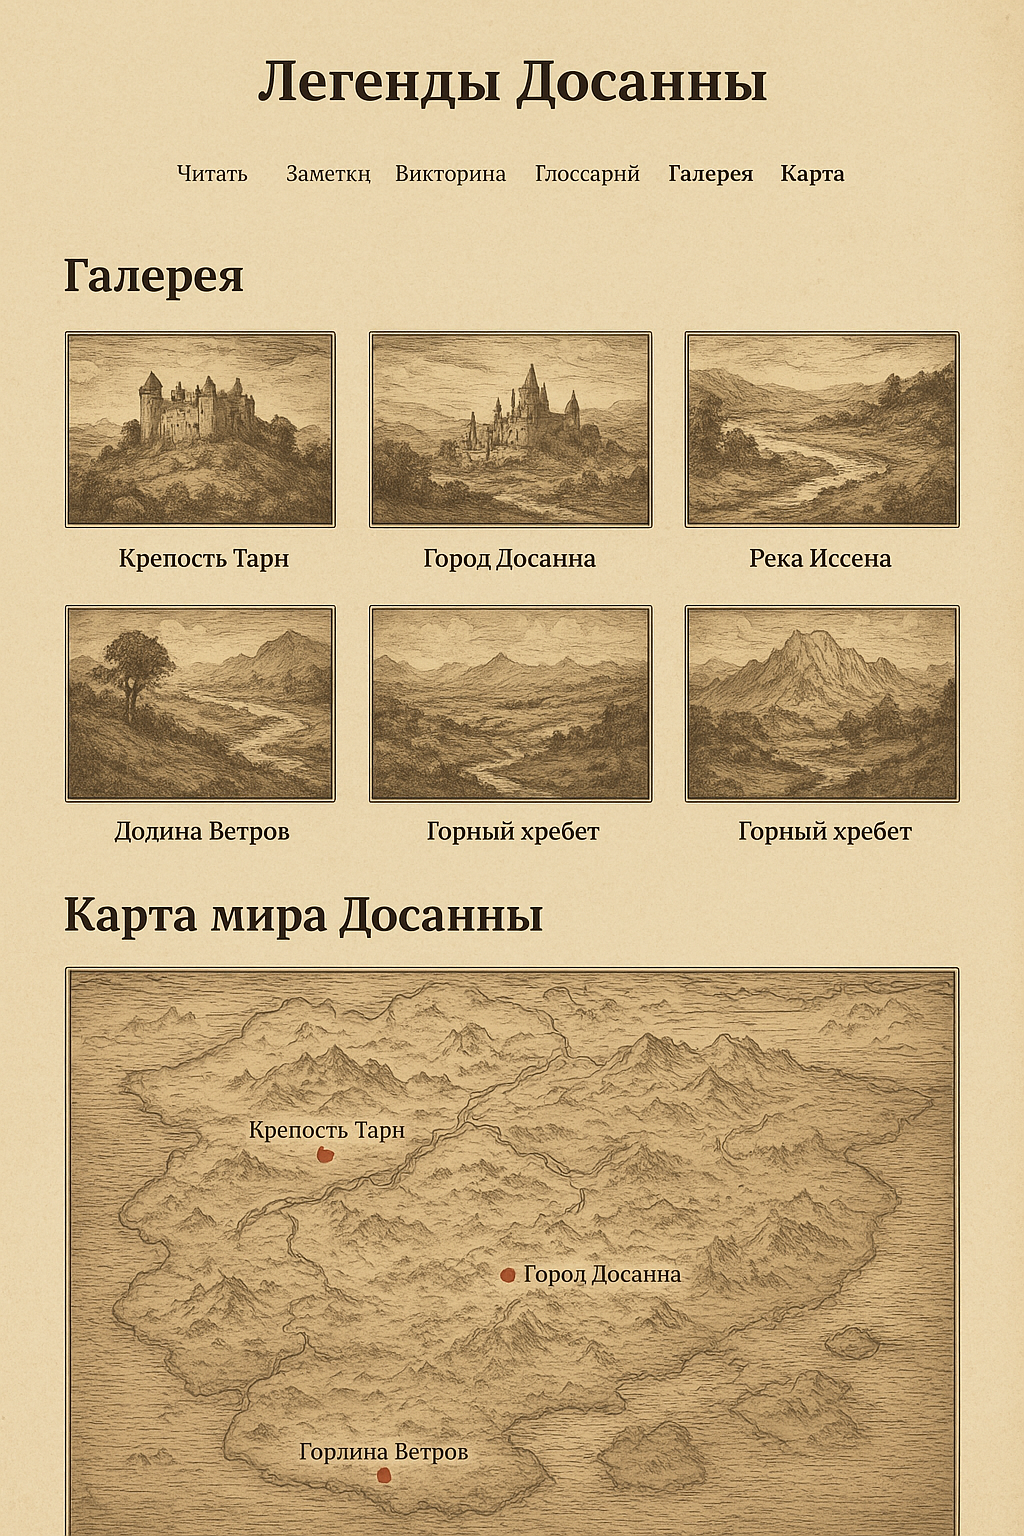 Легенды Досанны
Читать Заметкң Викторина Глоссарнй Галерея Карта
Галерея
Крепость Тарн Город Досанна Река Иссена
Додина Ветров Горный хребет Горный хребет
Карта мира Досанны
Крепость Тарн
Горол Досанна
Горлина Ветров